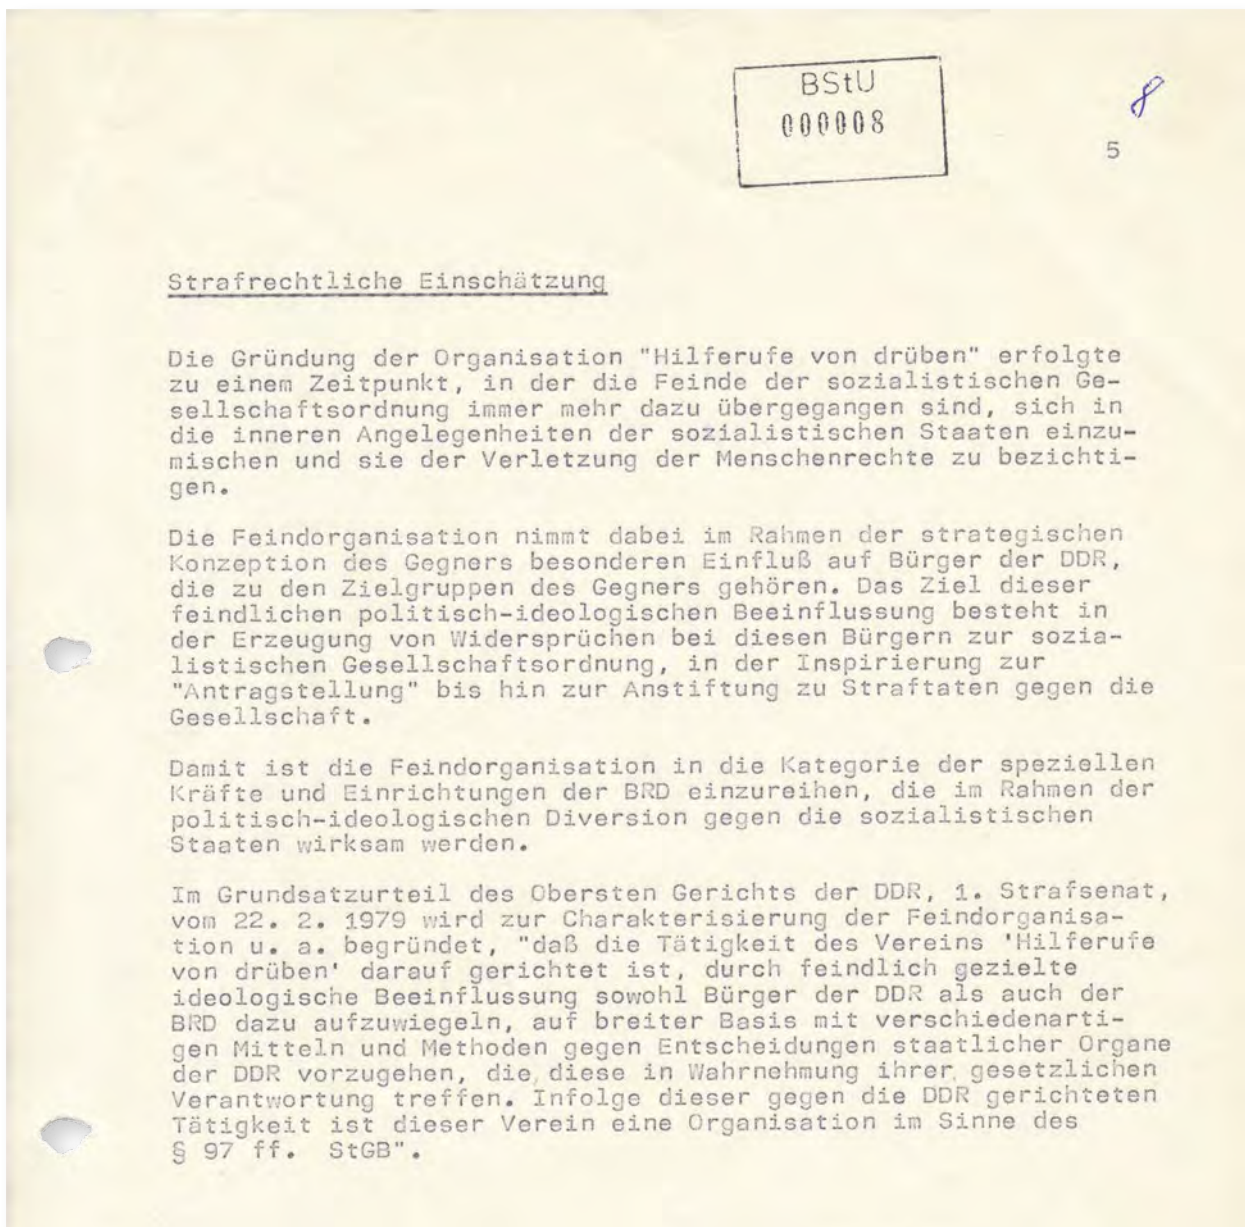 BStU
000008
8
5
Strafrechtliche Einschätzung
Die Gründung der Organisation "Hilferufe von drüben" erfolgte
zu einem Zeitpunkt, in der die Feinde der sozialistischen Ge-
sellschaftsordnung immer mehr dazu übergegangen sind, sich in
die inneren Angelegenheiten der sozialistischen Staaten einzu-
mischen und sie der Verletzung der Menschenrechte zu bezichti-
gen.
Die Feindorganisation nimmt dabei im Rahmen der strategischen
Konzeption des Gegners besonderen Einfluß auf Bürger der DDR,
die zu den Zielgruppen des Gegners gehören. Das Ziel dieser
feindlichen politisch-ideologischen Beeinflussung besteht in
der Erzeugung von Widersprüchen bei diesen Bürgern zur sozia-
listischen Gesellschaftsordnung, in der Inspirierung zur
"Antragstellung" bis hin zur Anstiftung zu Straftaten gegen die
Gesellschaft.
Damit ist die Feindorganisation in die Kategorie der speziellen
Kräfte und Einrichtungen der BRD einzureihen, die im Rahmen der
politisch-ideologischen Diversion gegen die sozialistischen
Staaten wirksam werden.
Im Grundsatzurteil des Obersten Gerichts der DDR, 1. Strafsenat,
vom 22. 2. 1979 wird zur Charakterisierung der Feindorganisa-
tion u. a. begründet, "daß die Tätigkeit des Vereins 'Hilferufe
von drüben' darauf gerichtet ist, durch feindlich gezielte
ideologische Beeinflussung sowohl Bürger der DDR als auch der
BRD dazu aufzuwiegeln, auf breiter Basis mit verschiedenarti-
gen Mitteln und Methoden gegen Entscheidungen staatlicher Organe
der DDR vorzugehen, die diese in Wahrnehmung ihrer gesetzlichen
Verantwortung treffen. Infolge dieser gegen die DDR gerichteten
Tätigkeit ist dieser Verein eine Organisation im Sinne des
§ 97 ff. StGB".